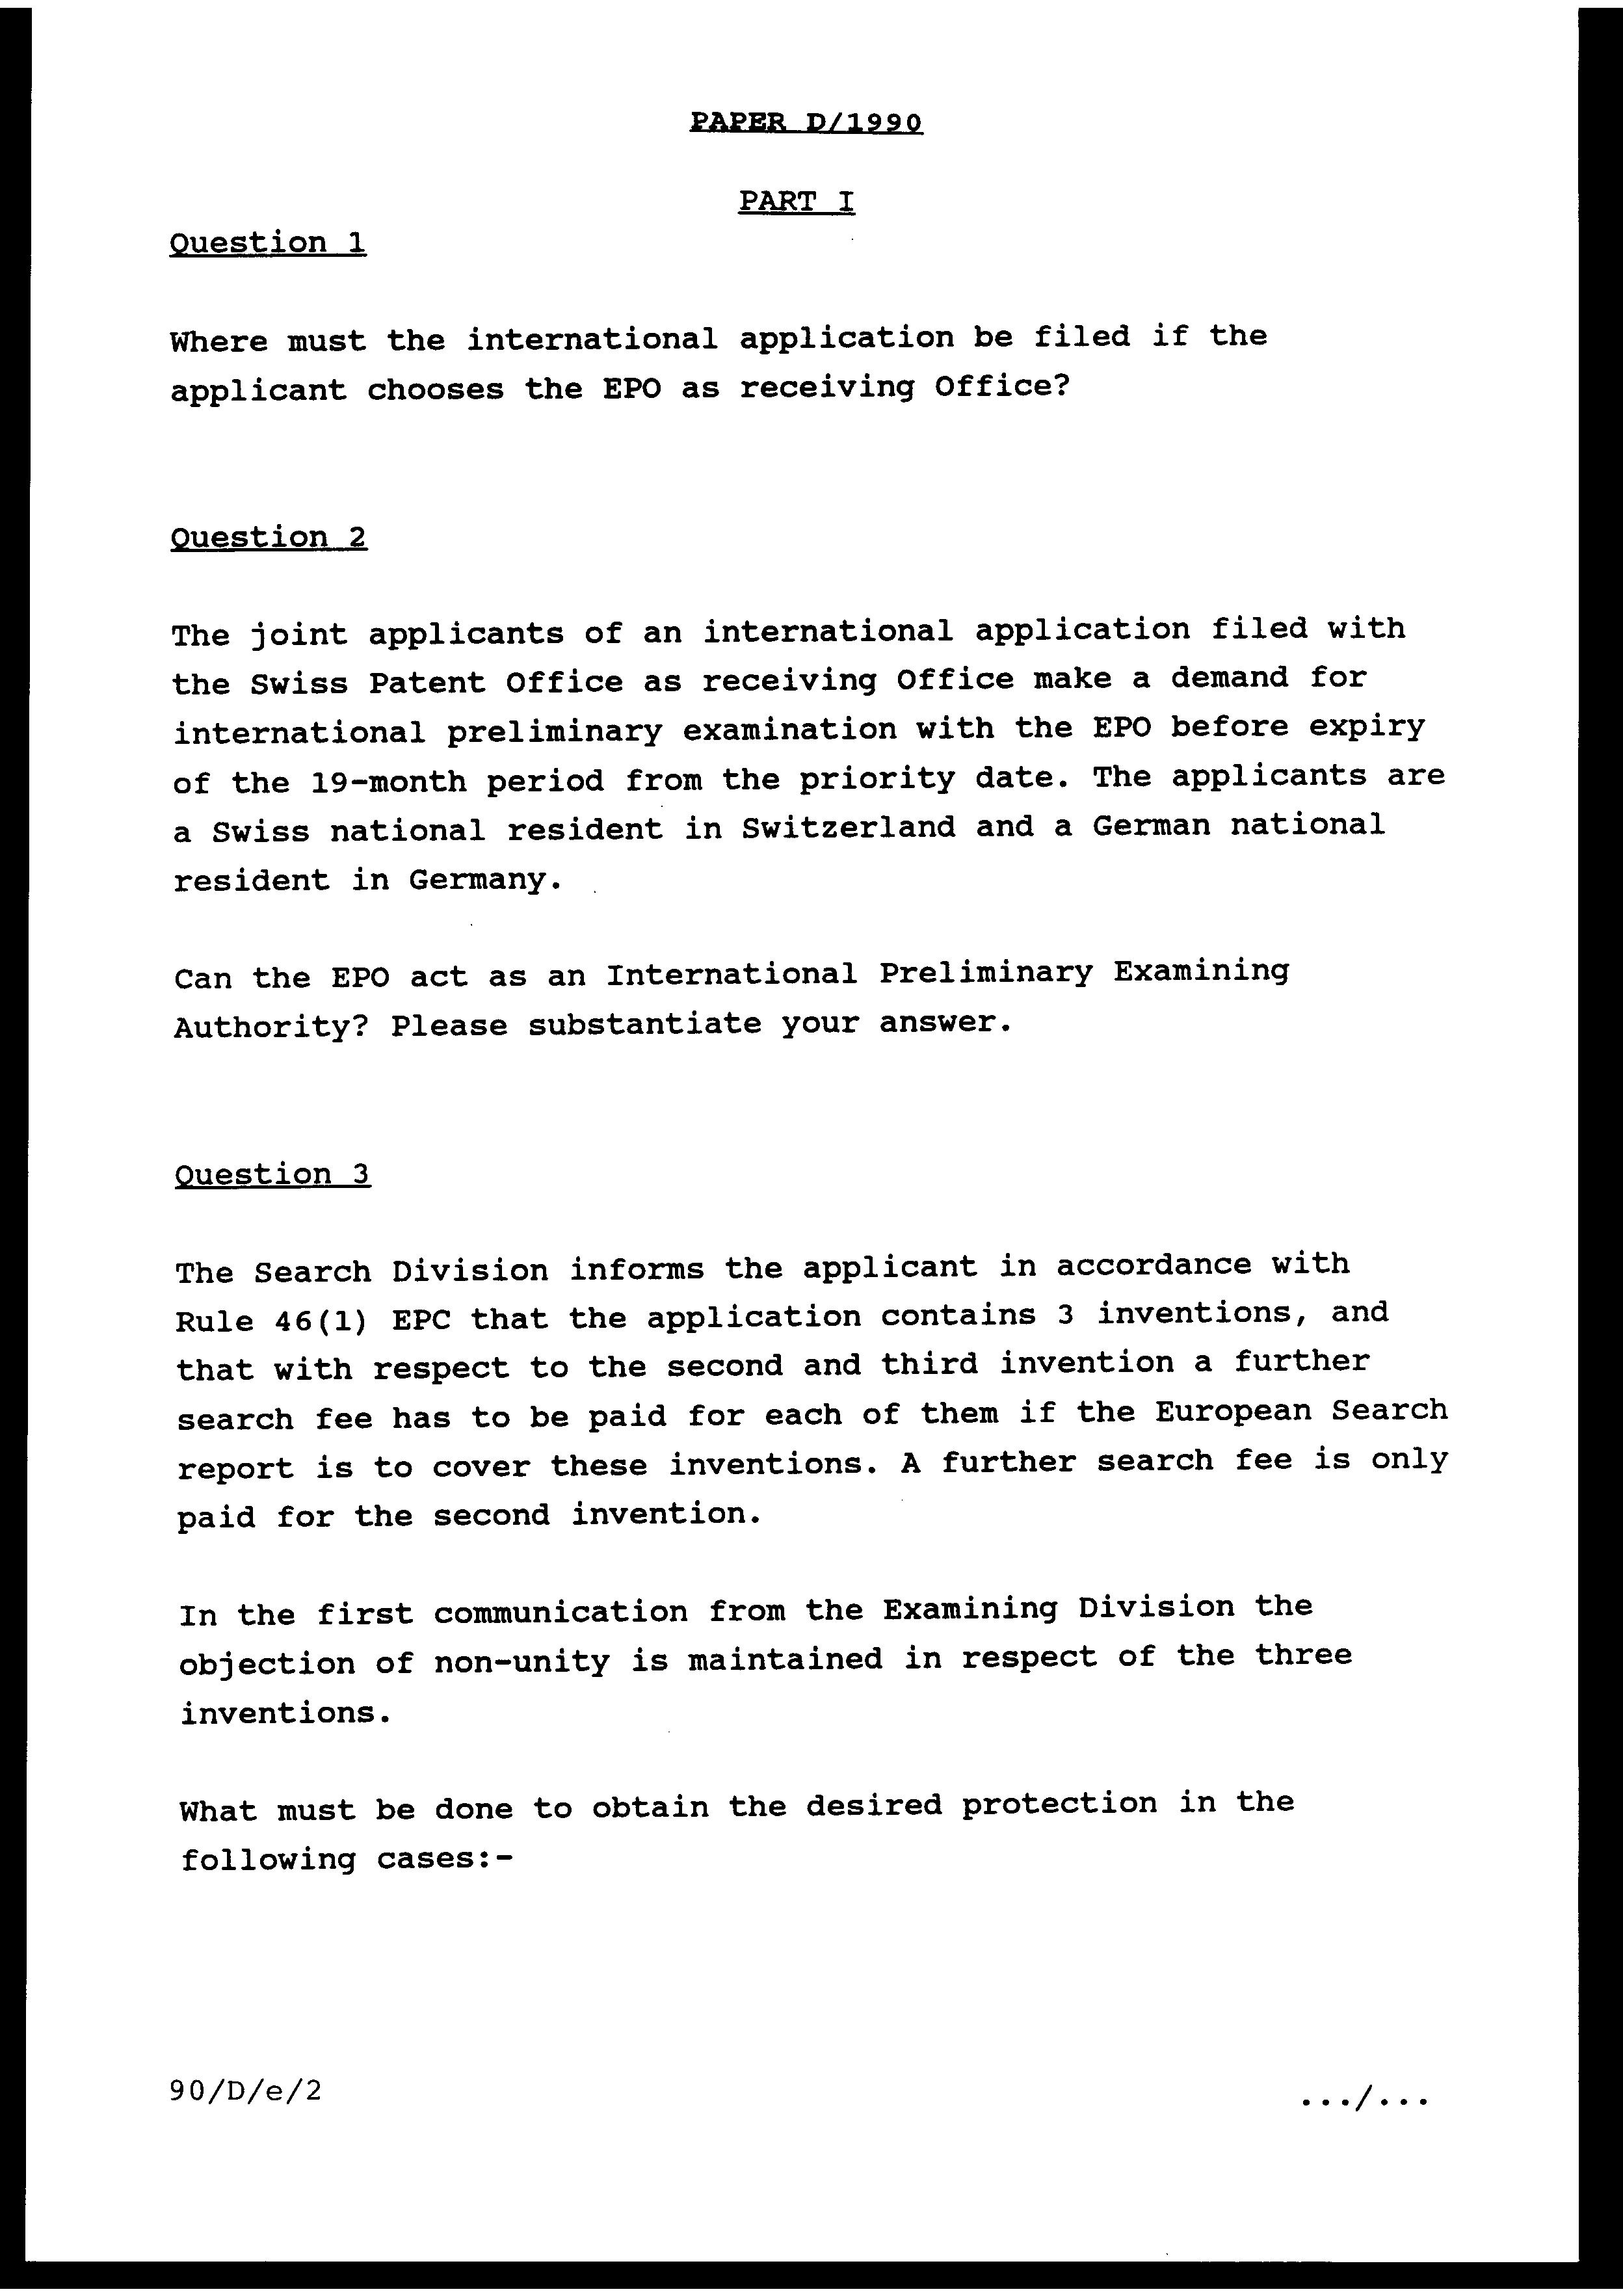 PAPER D/1990
PART I
Question 1
Where must the international application be filed if the
applicant chooses the EPO as receiving Office?
Question 2
The joint applicants of an international application filed with
the Swiss Patent Office as receiving Office make a demand for
international preliminary examination with the EPO before expiry
of the 19-month period from the priority date. The applicants are
a Swiss national resident in Switzerland and a German national
resident in Germany.
Can the EPO act as an International Preliminary Examining
Authority? Please substantiate your answer.
Question 3
The Search Division informs the applicant in accordance with
Rule 46(1) EPC that the application contains 3 inventions, and
that with respect to the second and third invention a further
search fee has to be paid for each of them if the European Search
report is to cover these inventions. A further search fee is only
paid for the second invention.
In the first communication from the Examining Division the
objection of non-unity is maintained in respect of the three
inventions.
What must be done to obtain the desired protection in the
following cases:-
90/D/e/2
.../...